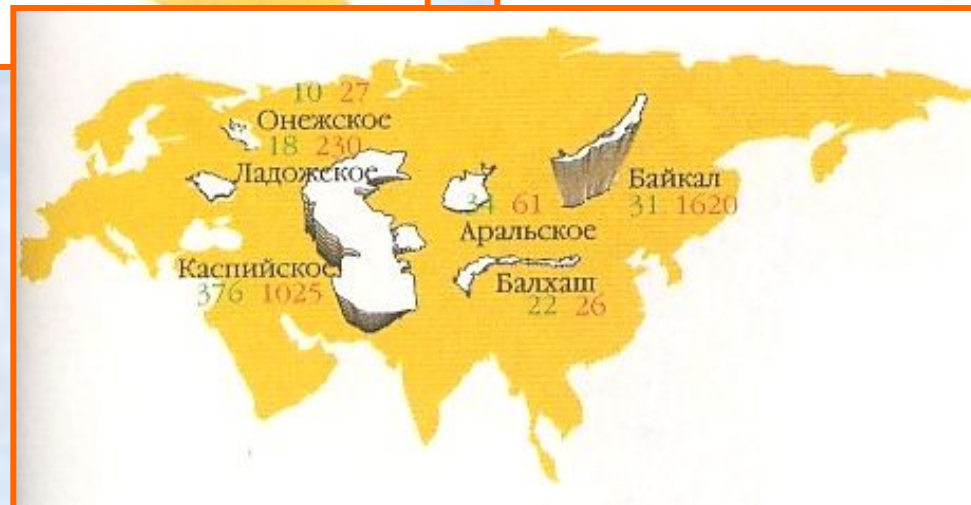 10 27
Онежское
18 230
Ладожское
Каспийское
376 1025
34 61
Аральское
Балхаш
22 26
Байкал
31 1620